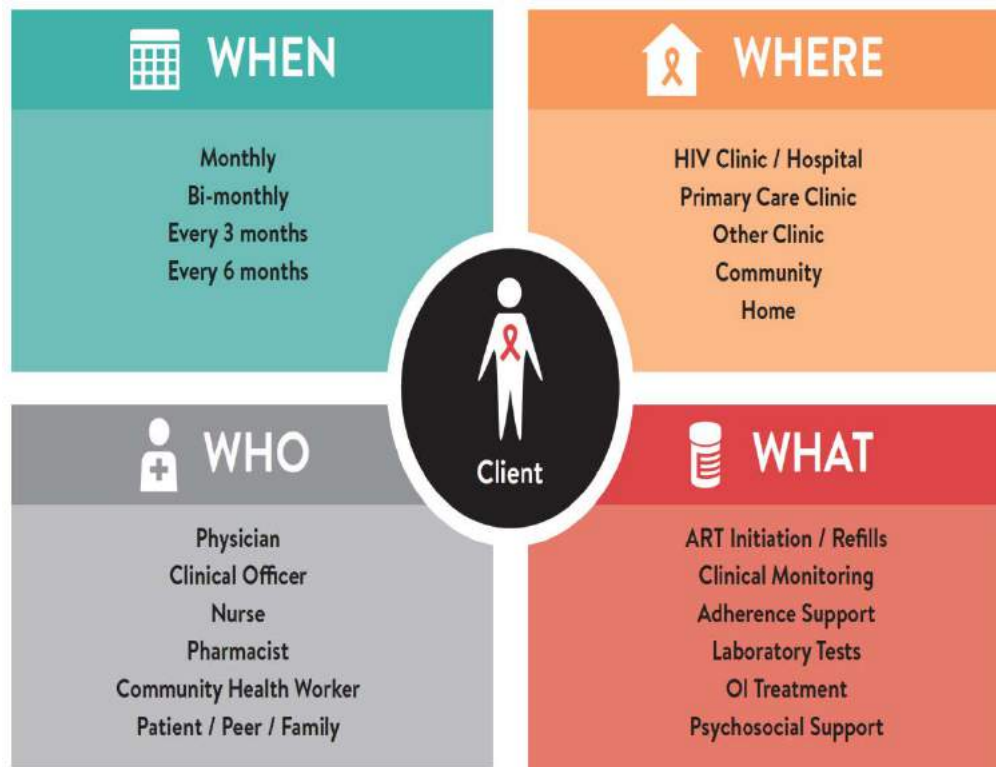 WHEN
Monthly
Bi-monthly
Every 3 months
Every 6 months
WHERE
HIV Clinic / Hospital
Primary Care Clinic
Other Clinic
Community
Home
Client
WHO
Physician
Clinical Officer
Nurse
Pharmacist
Community Health Worker
Patient / Peer / Family
WHAT
ART Initiation / Refills
Clinical Monitoring
Adherence Support
Laboratory Tests
OI Treatment
Psychosocial Support